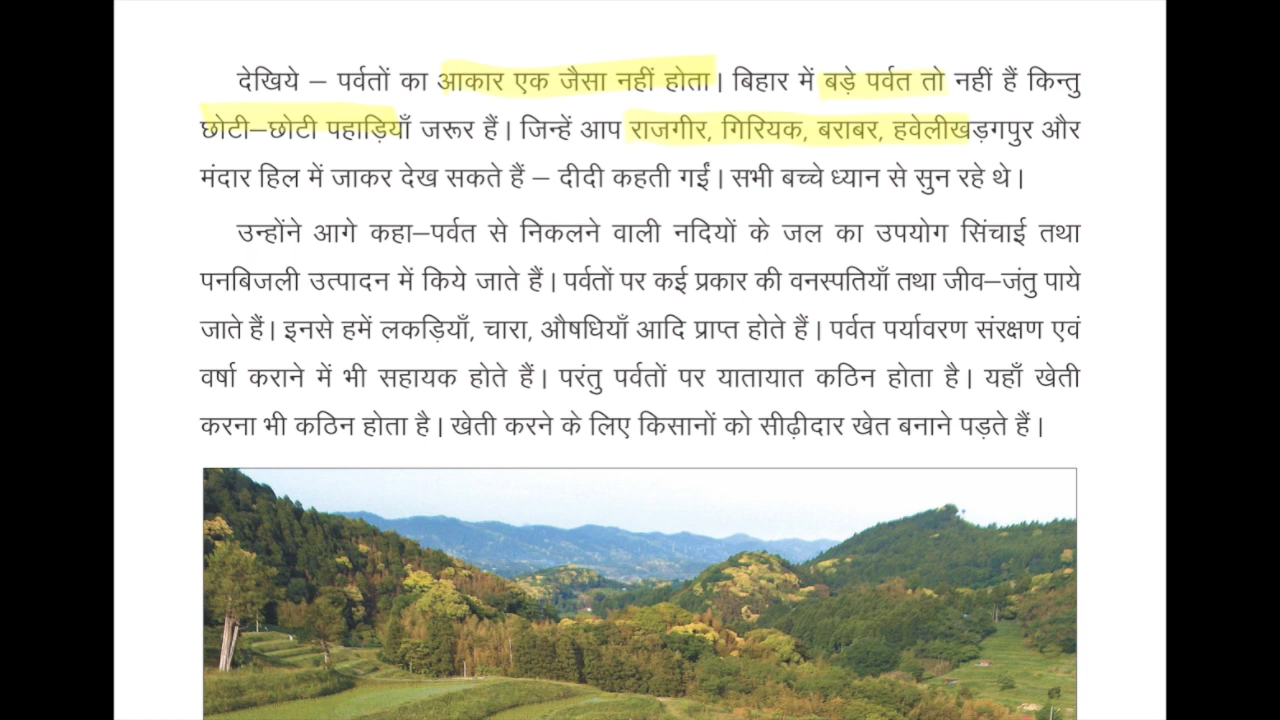 देखिये – पर्वतों का आकार एक जैसा नहीं होता। बिहार में बड़े पर्वत तो नहीं हैं किन्तु
छोटी–छोटी पहाड़ियाँ जरूर हैं। जिन्हें आप राजगीर, गिरियक, बराबर, हवेलीखड़गपुर और
मंदार हिल में जाकर देख सकते हैं – दीदी कहती गईं। सभी बच्चे ध्यान से सुन रहे थे।
उन्होंने आगे कहा–पर्वत से निकलने वाली नदियों के जल का उपयोग सिंचाई तथा
पनबिजली उत्पादन में किये जाते हैं। पर्वतों पर कई प्रकार की वनस्पतियाँ तथा जीव–जंतु पाये
जाते हैं। इनसे हमें लकड़ियाँ, चारा, औषधियाँ आदि प्राप्त होते हैं। पर्वत पर्यावरण संरक्षण एवं
वर्षा कराने में भी सहायक होते हैं। परंतु पर्वतों पर यातायात कठिन होता है। यहाँ खेती
करना भी कठिन होता है। खेती करने के लिए किसानों को सीढ़ीदार खेत बनाने पड़ते हैं।